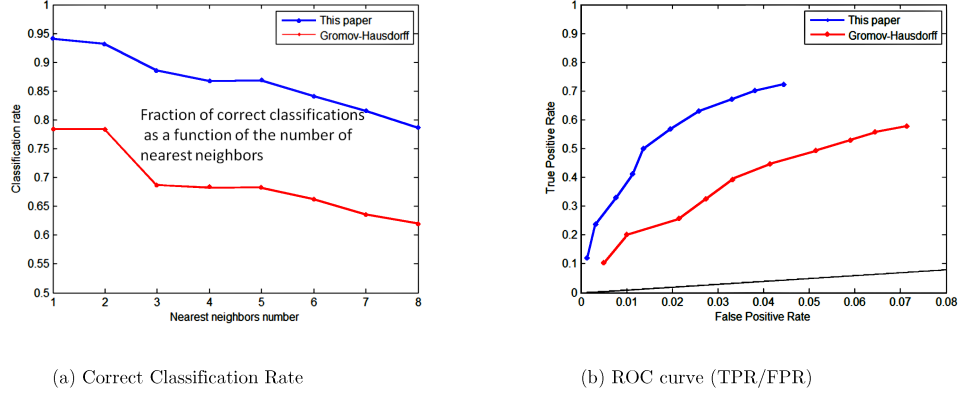 1
0.95
0.9
0.85
0.8
0.75
0.7
0.65
0.6
0.55
0.5
Classification rate
This paper
Gromov-Hausdorff
Fraction of correct classifications
as a function of the number of
nearest neighbors
1 2 3 4 5 6 7 8
Nearest neighbors number
(a) Correct Classification Rate
1
0.9
0.8
0.7
0.6
0.5
0.4
0.3
0.2
0.1
0
True Positive Rate
This paper
Gromov-Hausdorff
0 0.01 0.02 0.03 0.04 0.05 0.06 0.07 0.08
False Positive Rate
(b) ROC curve (TPR/FPR)